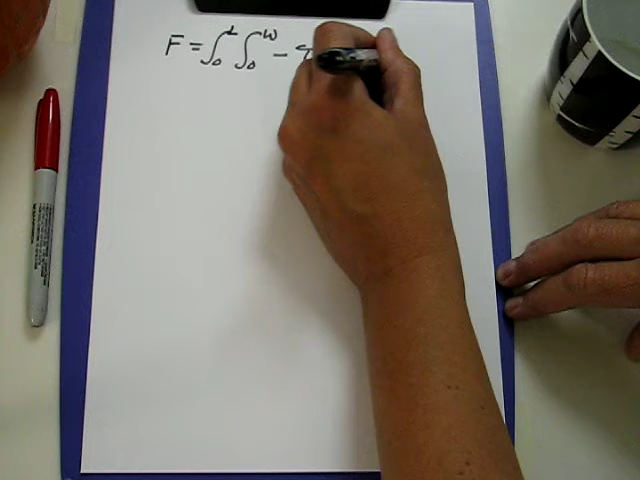 F = ∫₀ᴸ ∫₀ᵂ −